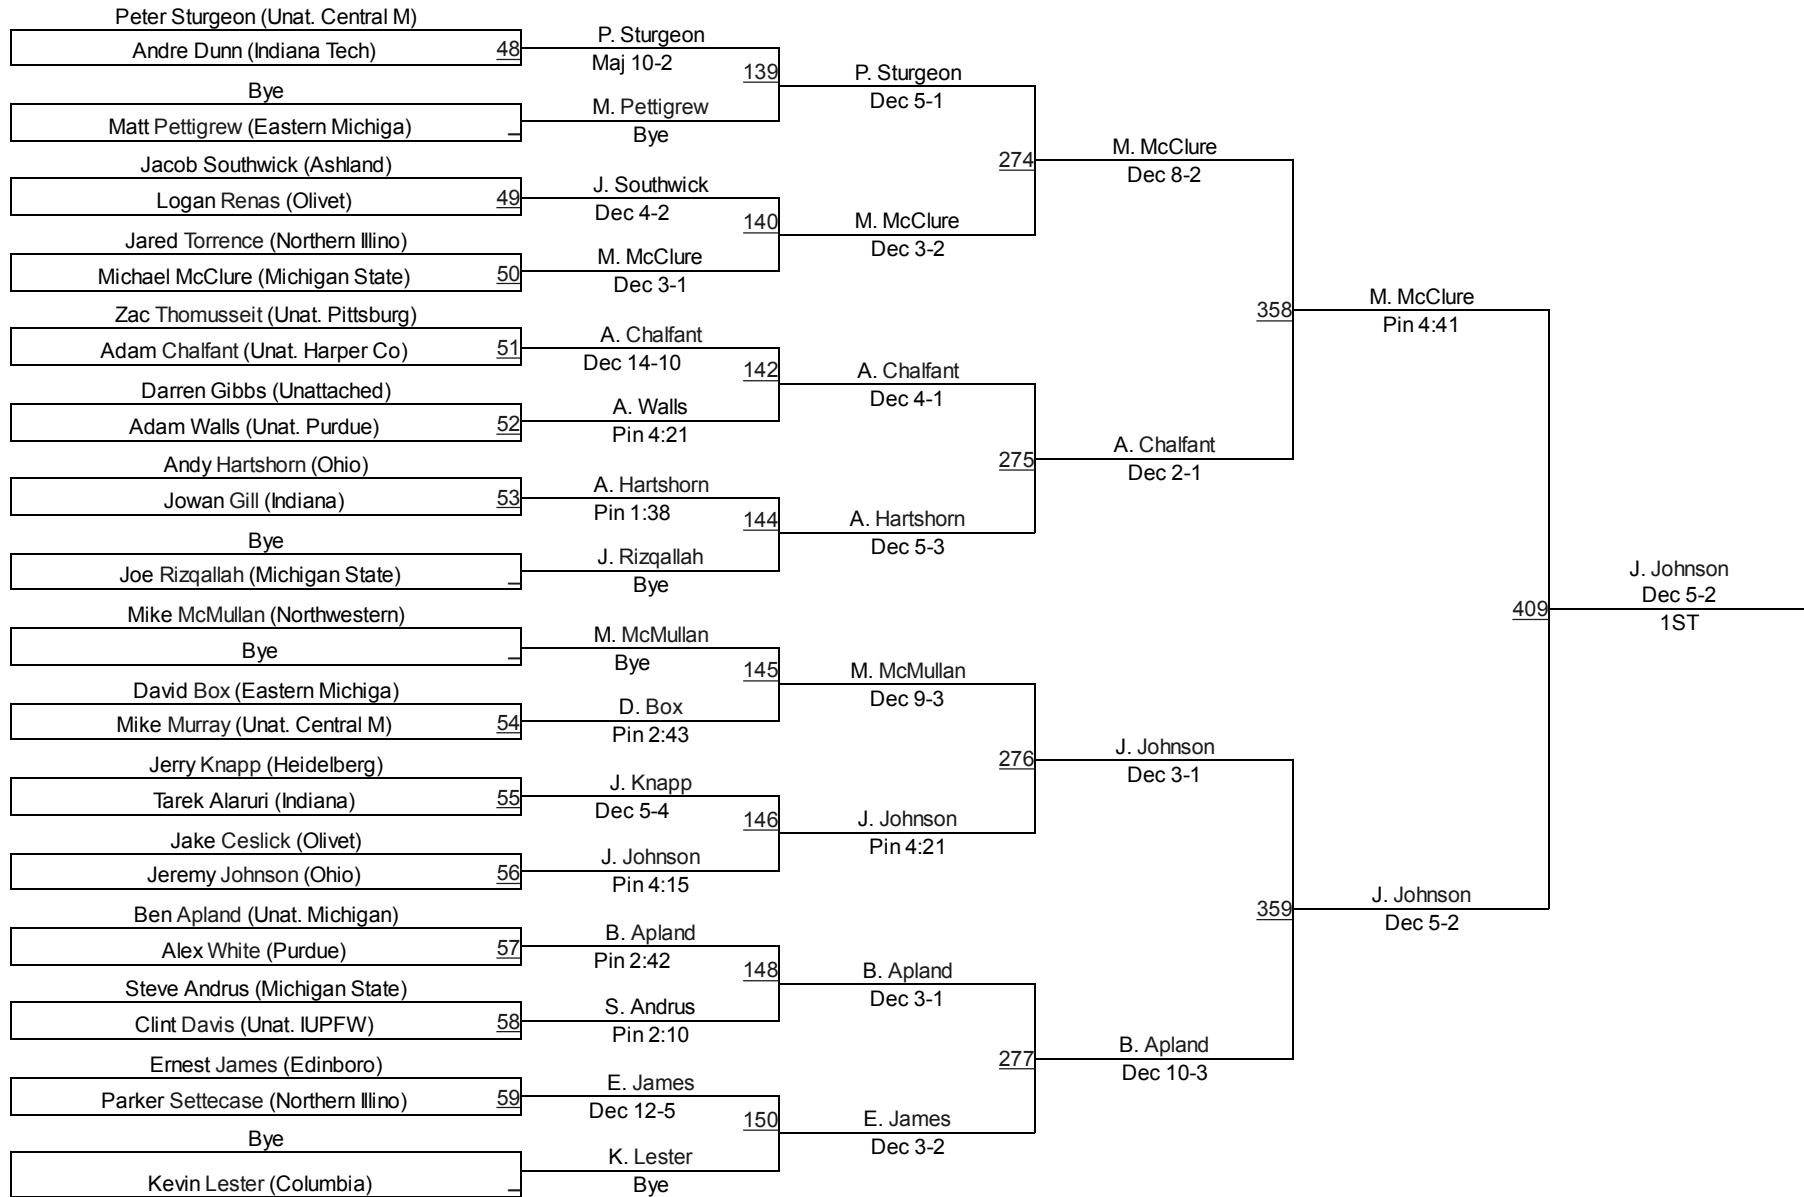 Peter Sturgeon (Unat. Central M)
Andre Dunn (Indiana Tech) 48
Bye
Matt Pettigrew (Eastern Michiga) _
Jacob Southwick (Ashland)
Logan Renas (Olivet) 49
Jared Torrence (Northern Illino)
Michael McClure (Michigan State) 50
Zac Thomusseit (Unat. Pittsburg)
Adam Chalfant (Unat. Harper Co) 51
Darren Gibbs (Unattached)
Adam Walls (Unat. Purdue) 52
Andy Hartshorn (Ohio)
Jowan Gill (Indiana) 53
Bye
Joe Rizqallah (Michigan State) _
Mike McMullan (Northwestern)
Bye _
David Box (Eastern Michiga)
Mike Murray (Unat. Central M) 54
Jerry Knapp (Heidelberg)
Tarek Alaruri (Indiana) 55
Jake Ceslick (Olivet)
Jeremy Johnson (Ohio) 56
Ben Apland (Unat. Michigan)
Alex White (Purdue) 57
Steve Andrus (Michigan State)
Clint Davis (Unat. IUPFW) 58
Ernest James (Edinboro)
Parker Settecase (Northern Illino) 59
Bye
Kevin Lester (Columbia) _
P. Sturgeon
Maj 10-2
139
M. Pettigrew
Bye
J. Southwick
Dec 4-2
140
M. McClure
Dec 3-1
A. Chalfant
Dec 14-10
142
A. Walls
Pin 4:21
A. Hartshorn
Pin 1:38
144
J. Rizqallah
Bye
M. McMullan
Bye
145
D. Box
Pin 2:43
J. Knapp
Dec 5-4
146
J. Johnson
Pin 4:15
B. Apland
Pin 2:42
148
S. Andrus
Pin 2:10
E. James
Dec 12-5
150
K. Lester
Bye
P. Sturgeon
Dec 5-1
274
M. McClure
Dec 3-2
A. Chalfant
Dec 4-1
275
A. Hartshorn
Dec 5-3
M. McMullan
Dec 9-3
276
J. Johnson
Pin 4:21
B. Apland
Dec 3-1
277
E. James
Dec 3-2
M. McClure
Dec 8-2
358
A. Chalfant
Dec 2-1
J. Johnson
Dec 3-1
359
B. Apland
Dec 10-3
M. McClure
Pin 4:41
409
J. Johnson
Dec 5-2
J. Johnson
Dec 5-2
1ST